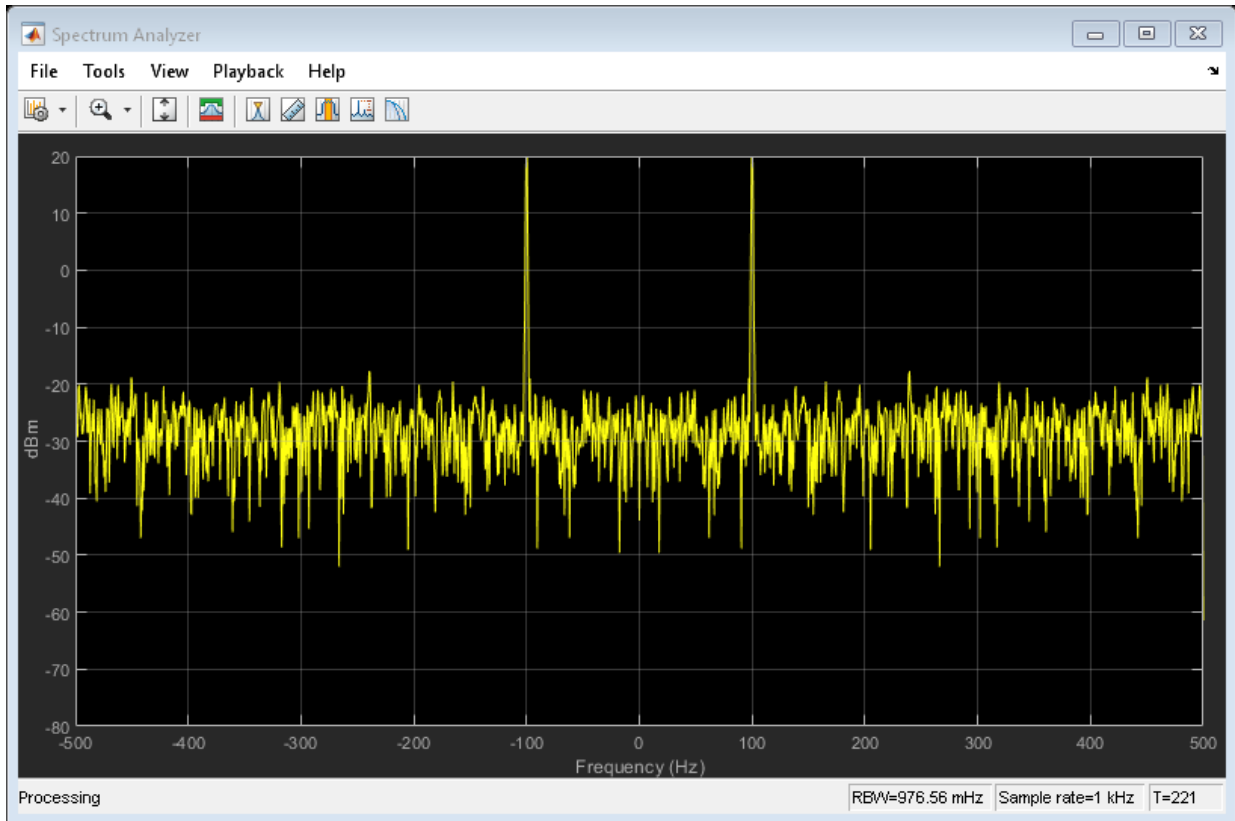 Spectrum Analyzer
File Tools View Playback Help
20
10
0
-10
-20
-30
-40
-50
-60
-70
-80
dBm
-500 -400 -300 -200 -100 0 100 200 300 400 500
Frequency (Hz)
Processing RBW=976.56 mHz Sample rate=1 kHz T=221